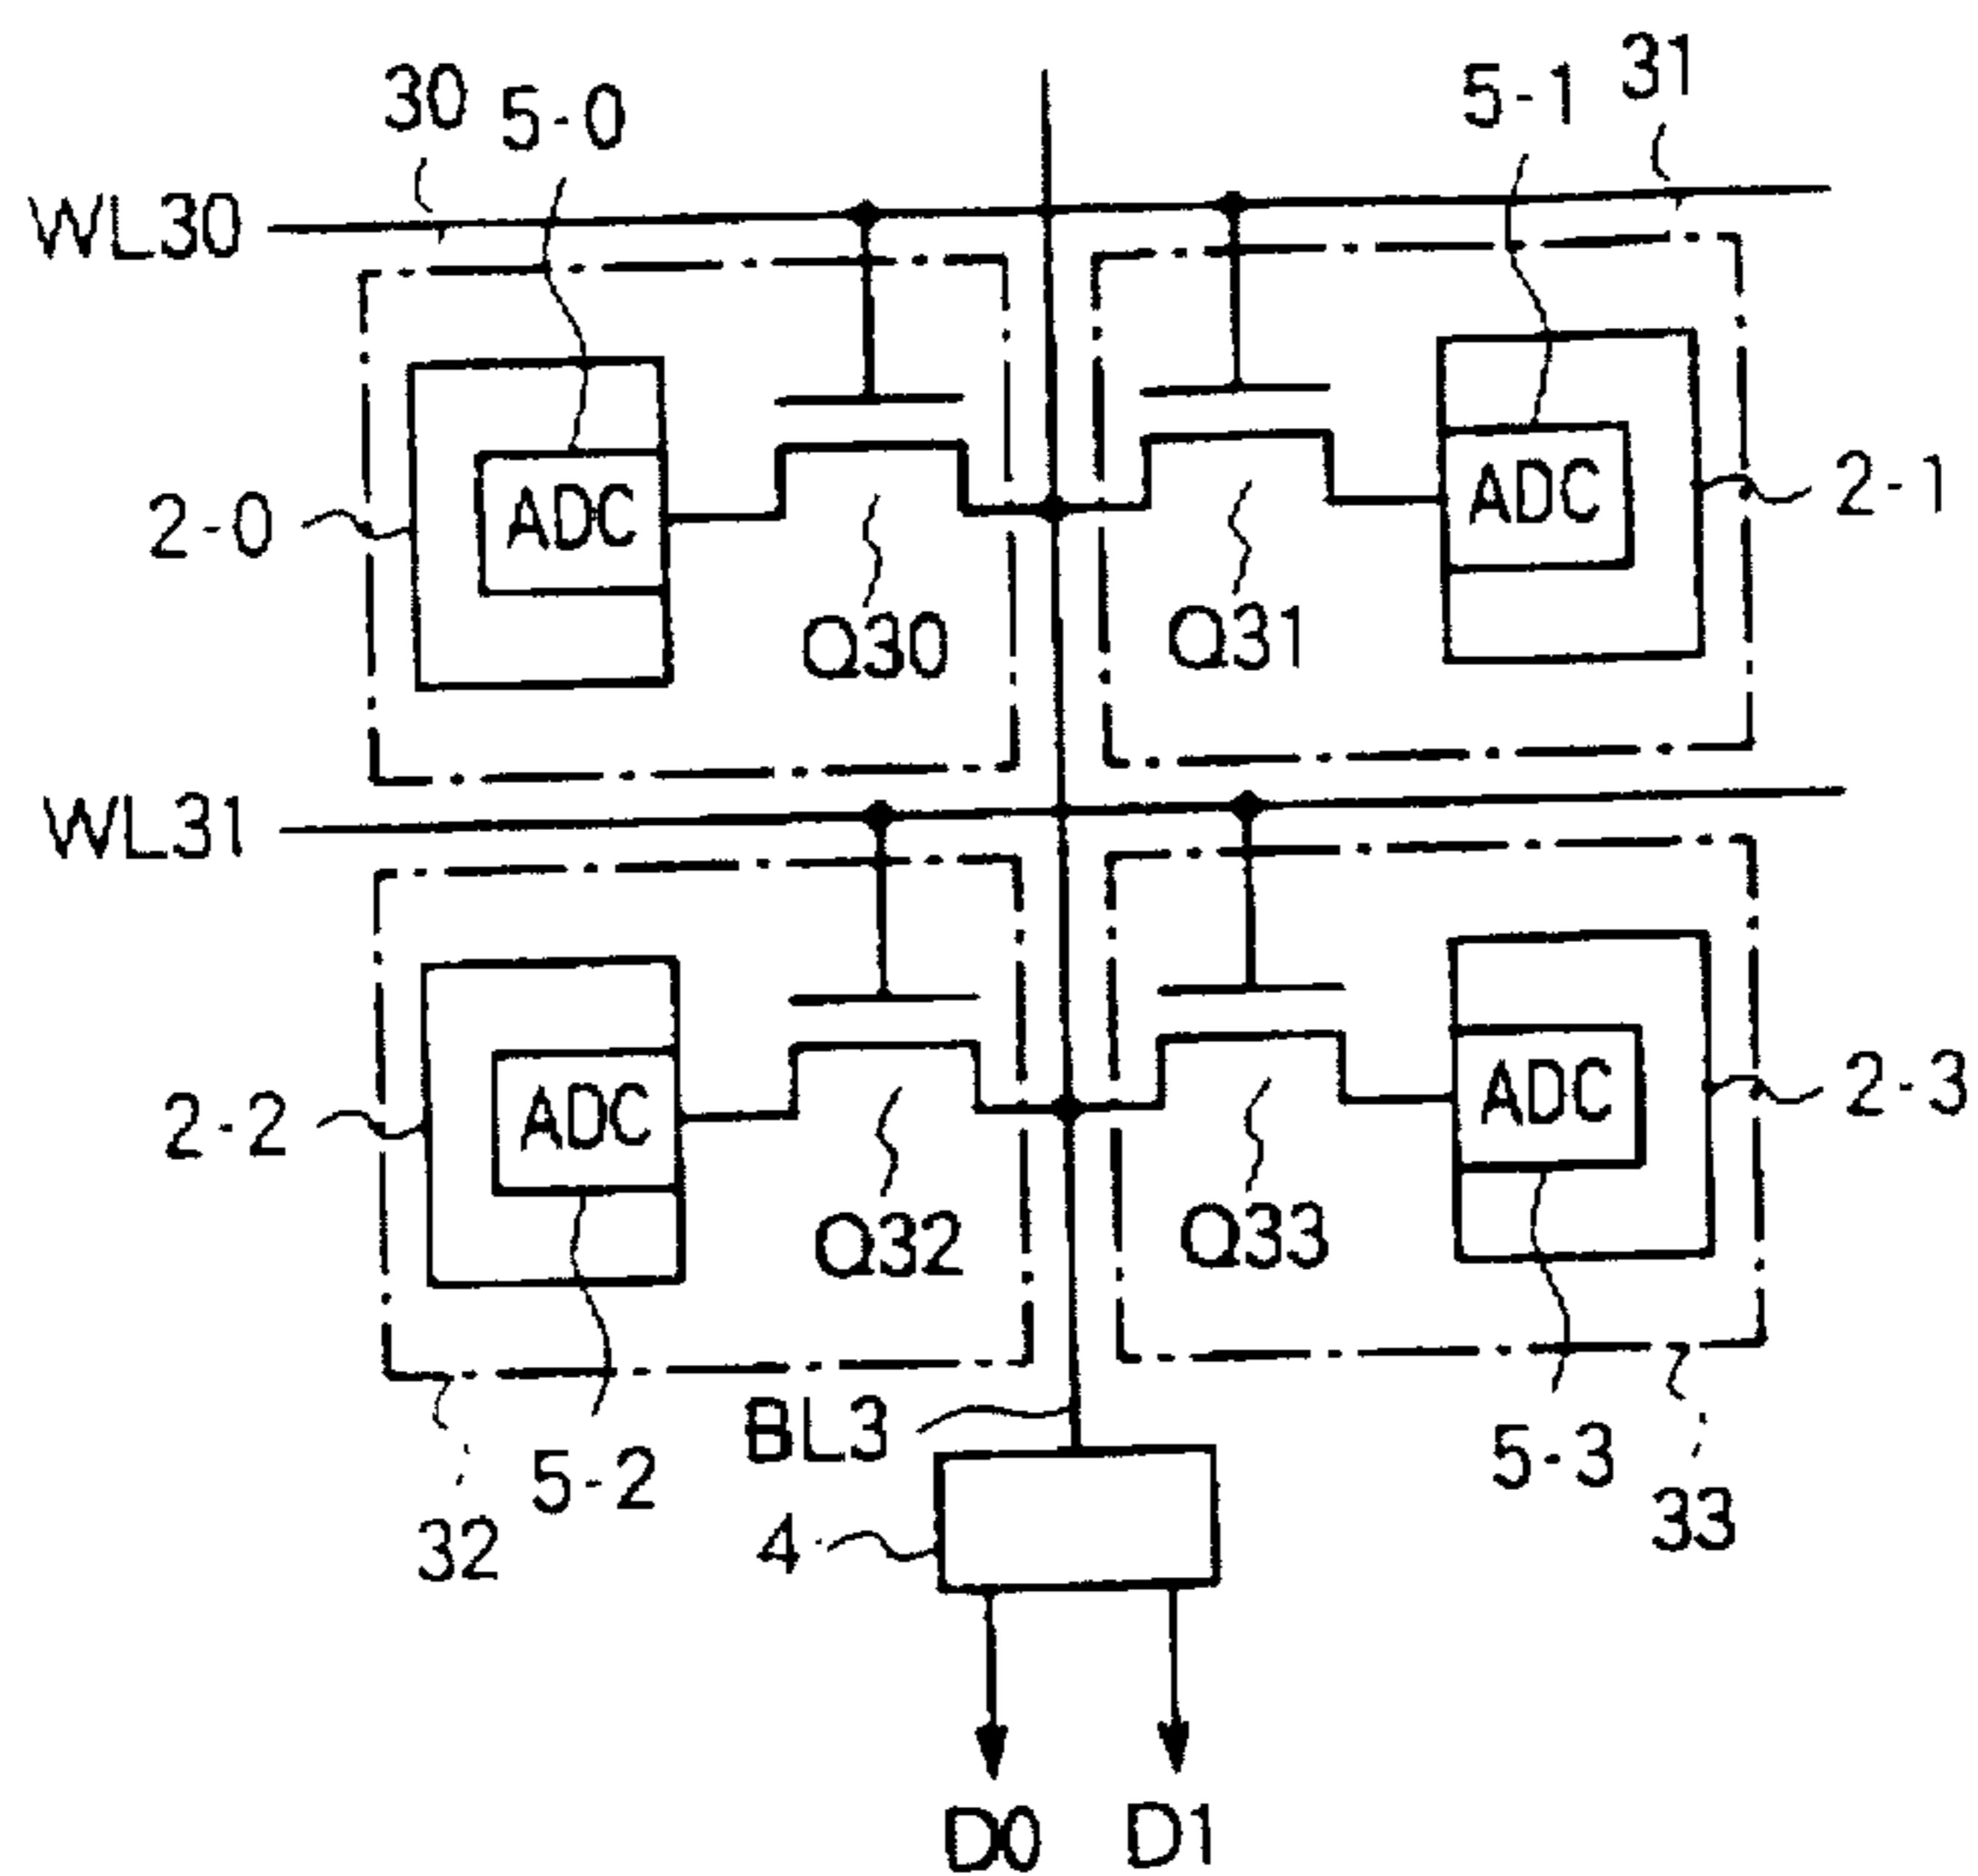 30 5-0 5-1 31
WL30
2-0 ADC ADC 2-1
Q30 Q31
WL31
2-2 ADC ADC 2-3
Q32 Q33
BL3
5-2 5-3
4
32 33
D0 D1